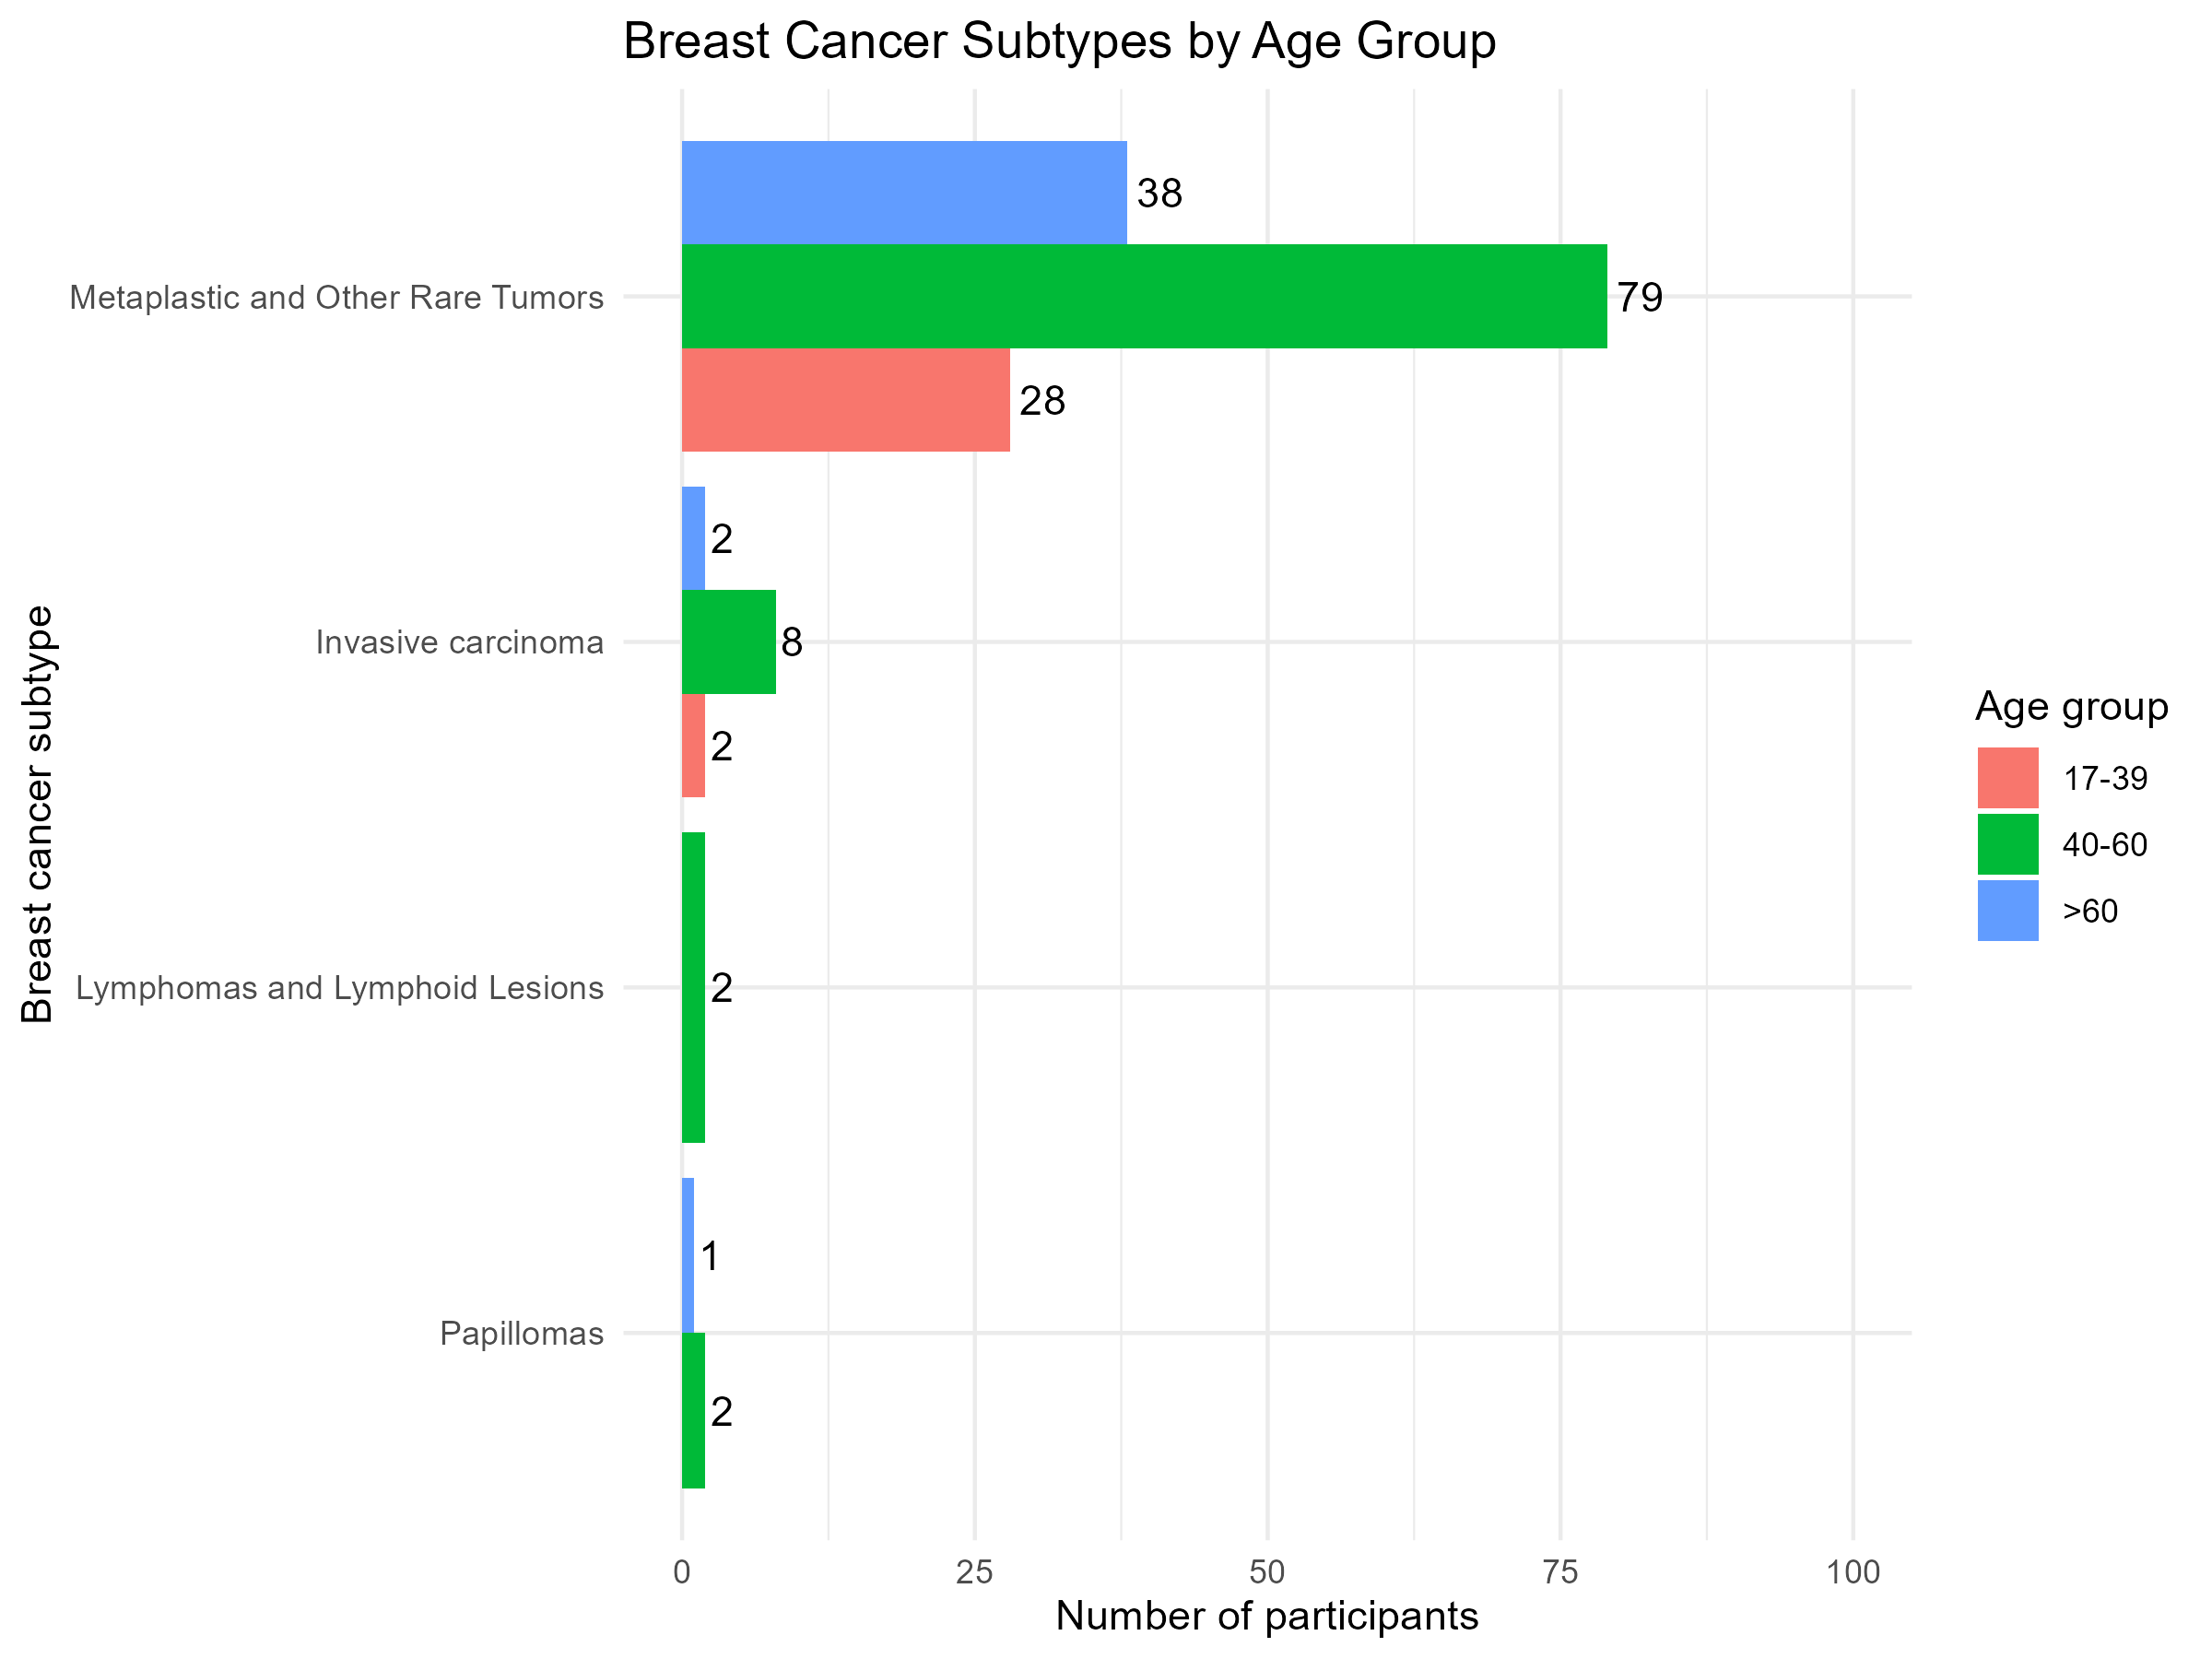 Breast Cancer Subtypes by Age Group
38
Metaplastic and Other Rare Tumors
79
28
2
Invasive carcinoma
8
2
Lymphomas and Lymphoid Lesions
2
1
Papillomas
2
Breast cancer subtype
0 25 50 75 100
Number of participants
Age group
17-39
40-60
>60